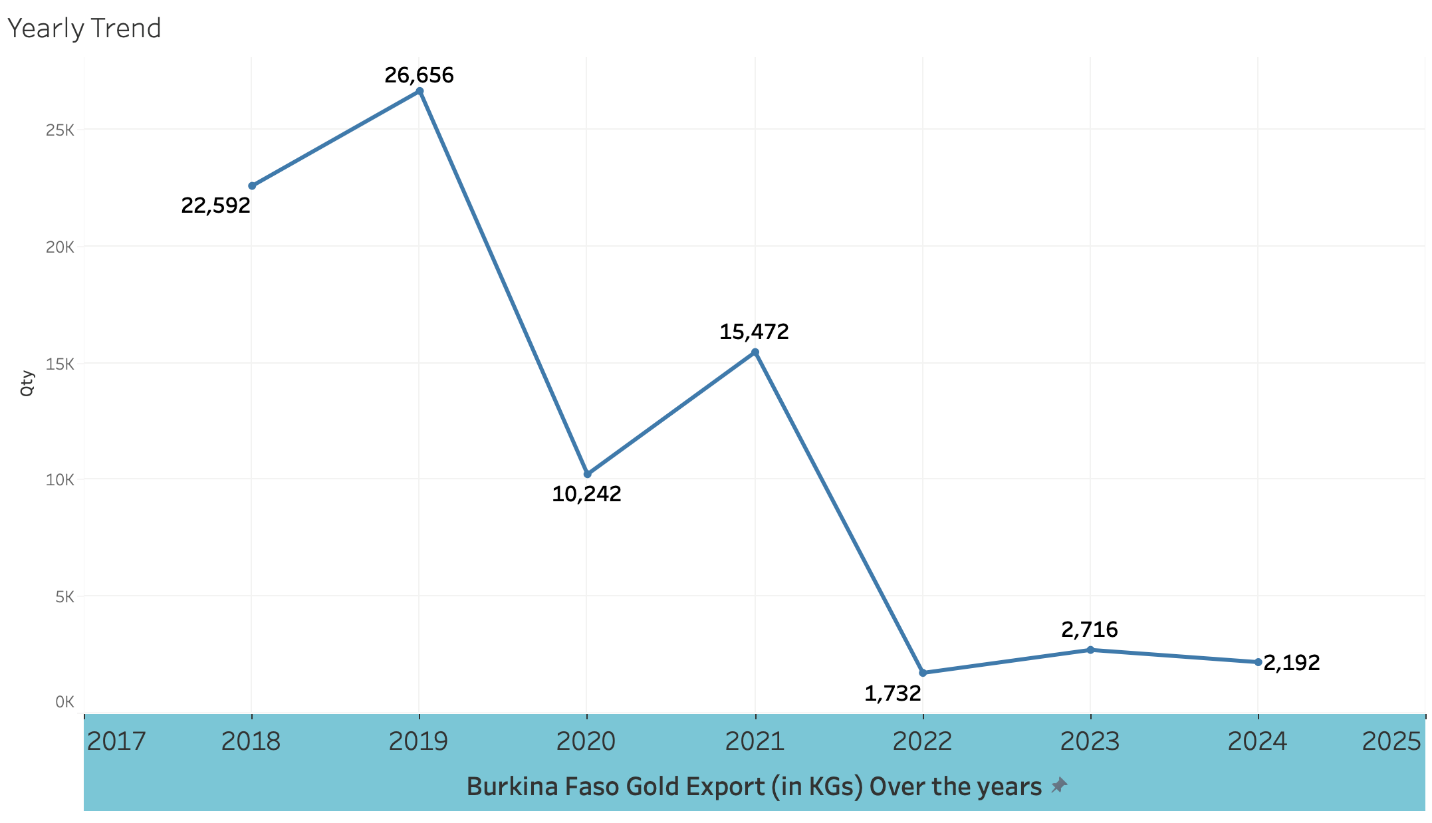 Yearly Trend
26,656
25K
22,592
20K
15,472
15K
Qty
10K
10,242
5K
2,716
2,192
1,732
0K
2017 2018 2019 2020 2021 2022 2023 2024 2025
Burkina Faso Gold Export (in KGs) Over the years